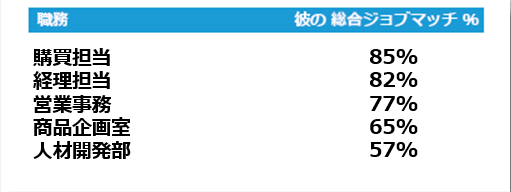 職務 彼の 総合ジョブマッチ %
購買担当 85%
経理担当 82%
営業事務 77%
商品企画室 65%
人材開発部 57%